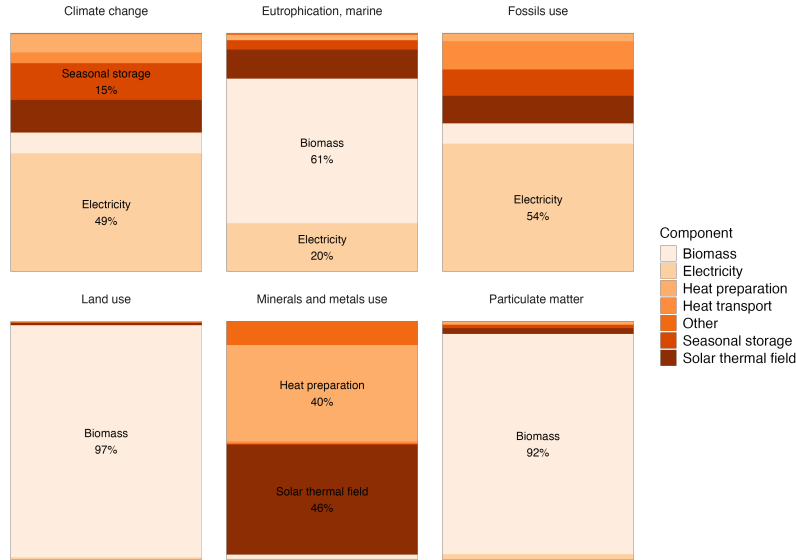 Climate change
Eutrophication, marine
Fossils use
Seasonal storage
15%
Electricity
49%
Biomass
61%
Electricity
20%
Electricity
54%
Land use
Minerals and metals use
Particulate matter
Biomass
97%
Heat preparation
40%
Solar thermal field
46%
Biomass
92%
Component
Biomass
Electricity
Heat preparation
Heat transport
Other
Seasonal storage
Solar thermal field